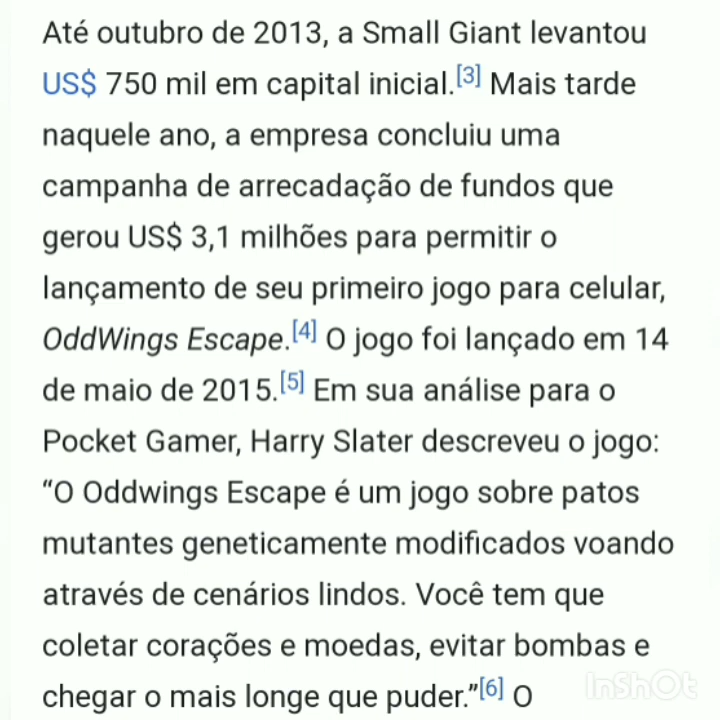 Até outubro de 2013, a Small Giant levantou
US$ 750 mil em capital inicial.[3] Mais tarde
naquele ano, a empresa concluiu uma
campanha de arrecadação de fundos que
gerou US$ 3,1 milhões para permitir o
lançamento de seu primeiro jogo para celular,
OddWings Escape.[4] O jogo foi lançado em 14
de maio de 2015.[5] Em sua análise para o
Pocket Gamer, Harry Slater descreveu o jogo:
“O Oddwings Escape é um jogo sobre patos
mutantes geneticamente modificados voando
através de cenários lindos. Você tem que
coletar corações e moedas, evitar bombas e
chegar o mais longe que puder.”[6] O
InShOt